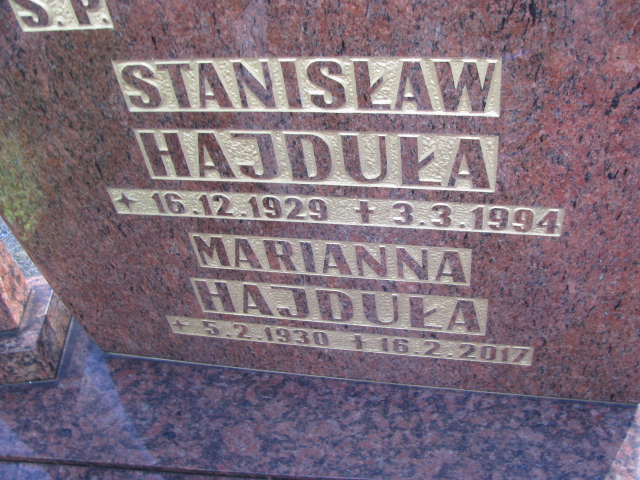 Ś.P.
STANISŁAW
HAJDUŁA
* 16.12.1929 ✝ 3.3.1994
MARIANNA
HAJDUŁA
* 5.2.1930 ✝ 16.2.2017